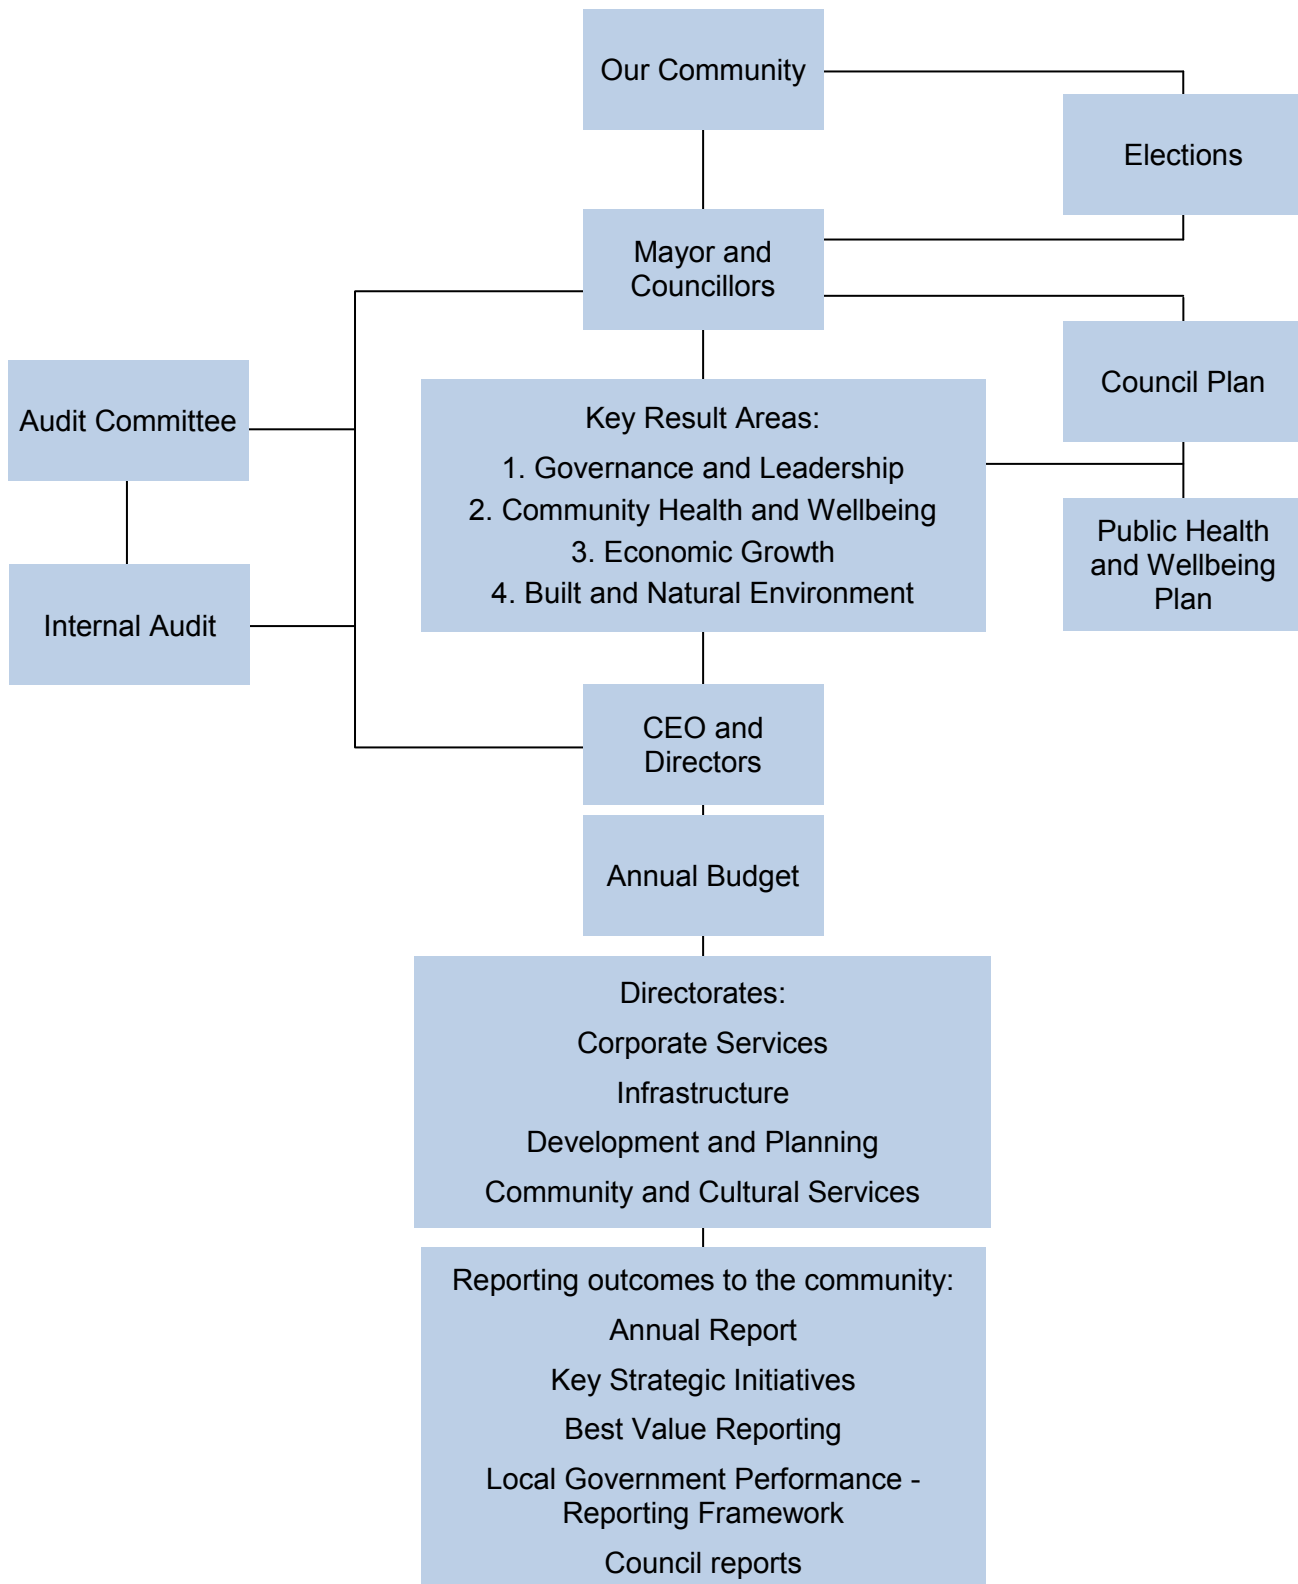 Our Community
Elections
Mayor and
Councillors
Council Plan
Audit Committee
Key Result Areas:
1. Governance and Leadership
2. Community Health and Wellbeing
3. Economic Growth
4. Built and Natural Environment
Public Health
and Wellbeing
Plan
Internal Audit
CEO and
Directors
Annual Budget
Directorates:
Corporate Services
Infrastructure
Development and Planning
Community and Cultural Services
Reporting outcomes to the community:
Annual Report
Key Strategic Initiatives
Best Value Reporting
Local Government Performance -
Reporting Framework
Council reports